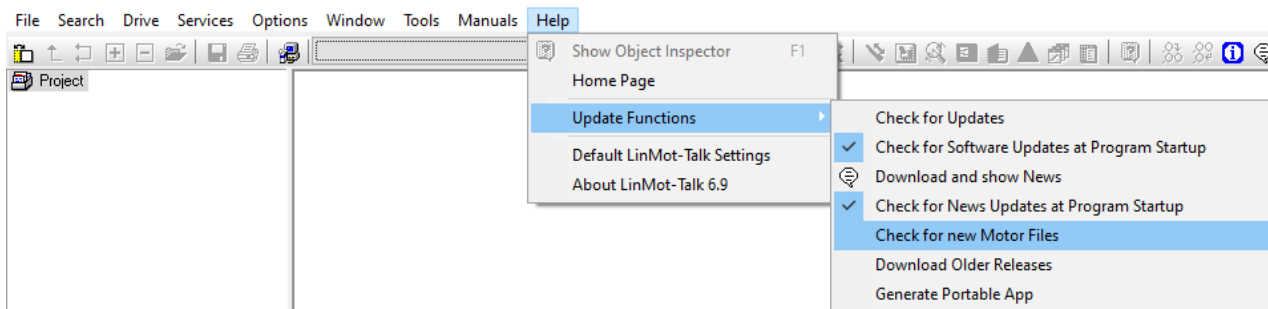 File Search Drive Services Options Window Tools Manuals Help
Project
Show Object Inspector F1
Home Page
Update Functions
Default LinMot-Talk Settings
About LinMot-Talk 6.9
Check for Updates
Check for Software Updates at Program Startup
Download and show News
Check for News Updates at Program Startup
Check for new Motor Files
Download Older Releases
Generate Portable App